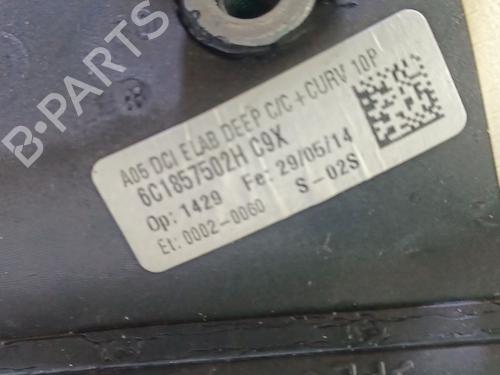 B-PARTS
A05 DCI ELAB DEEP C/C +CURV 10P
6C1857502H C9X
Op: 1429 Fe: 29/05/14
Et: 0002-0060 S-02S